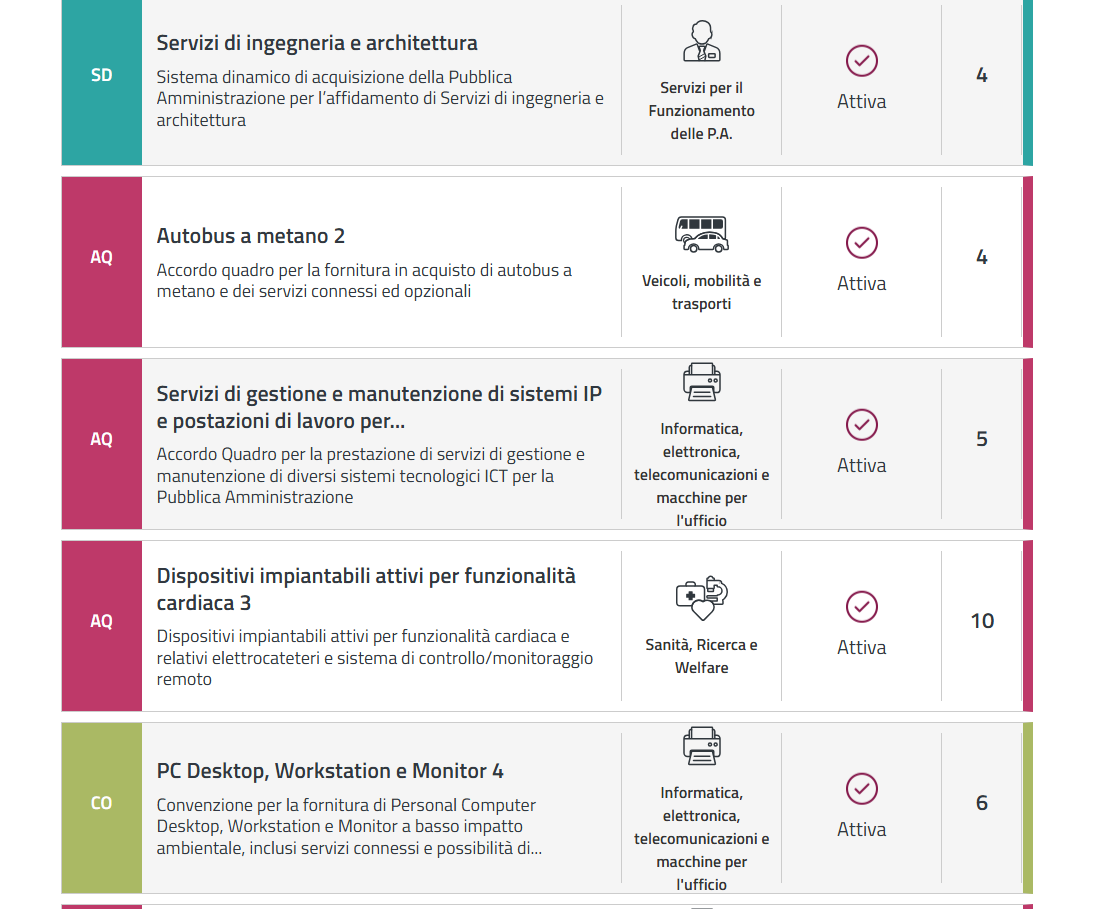 SD
Servizi di ingegneria e architettura
Sistema dinamico di acquisizione della Pubblica
Amministrazione per l’affidamento di Servizi di ingegneria e
architettura
Servizi per il
Funzionamento
delle P.A.
Attiva
4
AQ
Autobus a metano 2
Accordo quadro per la fornitura in acquisto di autobus a
metano e dei servizi connessi ed opzionali
Veicoli, mobilità e
trasporti
Attiva
4
AQ
Servizi di gestione e manutenzione di sistemi IP
e postazioni di lavoro per...
Accordo Quadro per la prestazione di servizi di gestione e
manutenzione di diversi sistemi tecnologici ICT per la
Pubblica Amministrazione
Informatica,
elettronica,
telecomunicazioni e
macchine per
l'ufficio
Attiva
5
AQ
Dispositivi impiantabili attivi per funzionalità
cardiaca 3
Dispositivi impiantabili attivi per funzionalità cardiaca e
relativi elettrocateteri e sistema di controllo/monitoraggio
remoto
Sanità, Ricerca e
Welfare
Attiva
10
CO
PC Desktop, Workstation e Monitor 4
Convenzione per la fornitura di Personal Computer
Desktop, Workstation e Monitor a basso impatto
ambientale, inclusi servizi connessi e possibilità di...
Informatica,
elettronica,
telecomunicazioni e
macchine per
l'ufficio
Attiva
6